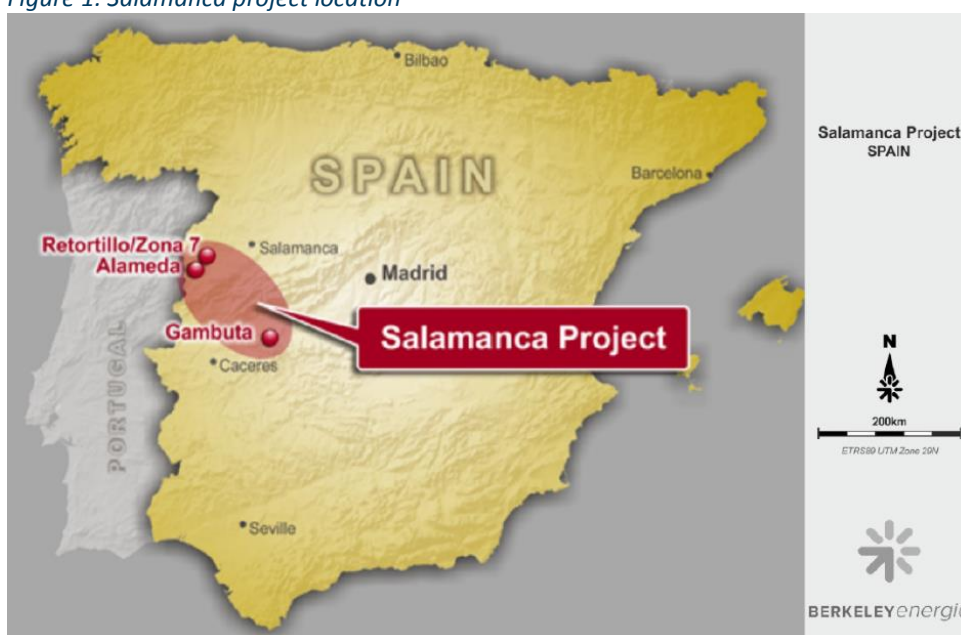 Figure 1: Salamanca project location
Bilbao
SPAIN
Barcelona
Retortillo/Zona 7
Alameda
Salamanca
Madrid
Gambuta
Salamanca Project
Caceres
PORTUGAL
Seville
Salamanca Project
SPAIN
N
200km
ETRS89 UTM Zone 29N
BERKELEYenergia